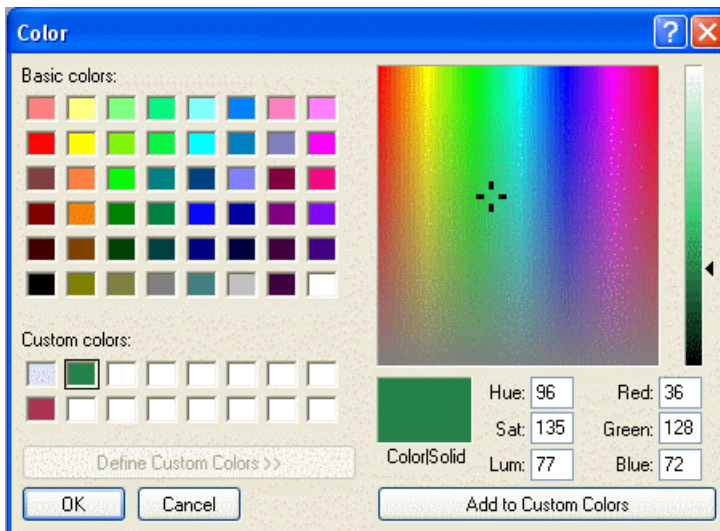 Color
Basic colors:
Custom colors:
Define Custom Colors >>
OK
Cancel
Color|Solid
Hue: 96
Sat: 135
Lum: 77
Red: 36
Green: 128
Blue: 72
Add to Custom Colors